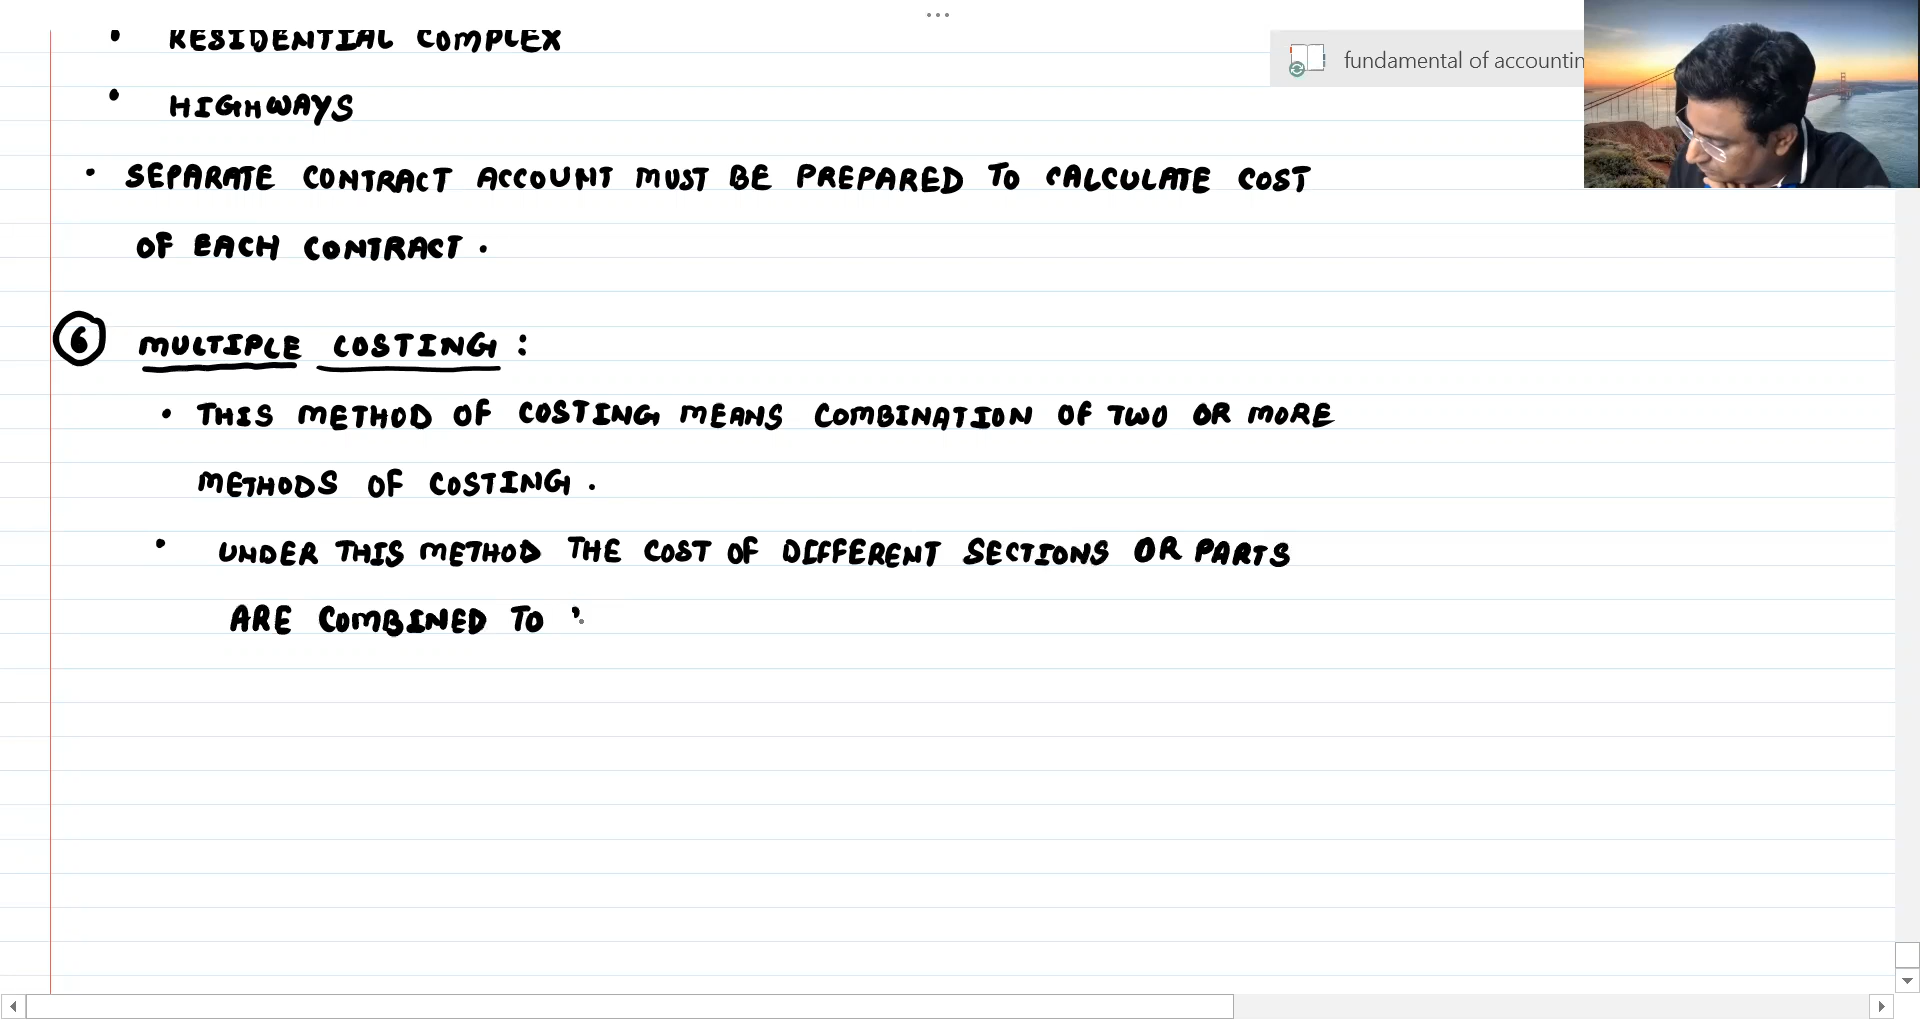 • RESIDENTIAL COMPLEX
fundamental of accountin
• HIGHWAYS
• SEPARATE CONTRACT ACCOUNT MUST BE PREPARED TO CALCULATE COST
OF EACH CONTRACT.
6 MULTIPLE COSTING:
• THIS METHOD OF COSTING MEANS COMBINATION OF TWO OR MORE
METHODS OF COSTING.
• UNDER THIS METHOD THE COST OF DIFFERENT SECTIONS OR PARTS
ARE COMBINED TO